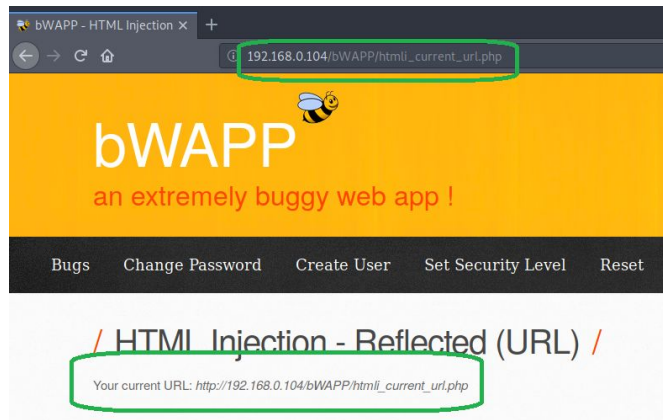 bWAPP - HTML Injection × +
192.168.0.104/bWAPP/htmli_current_url.php
bWAPP
an extremely buggy web app !
Bugs Change Password Create User Set Security Level Reset
/ HTML Injection - Reflected (URL) /
Your current URL: http://192.168.0.104/bWAPP/htmli_current_url.php